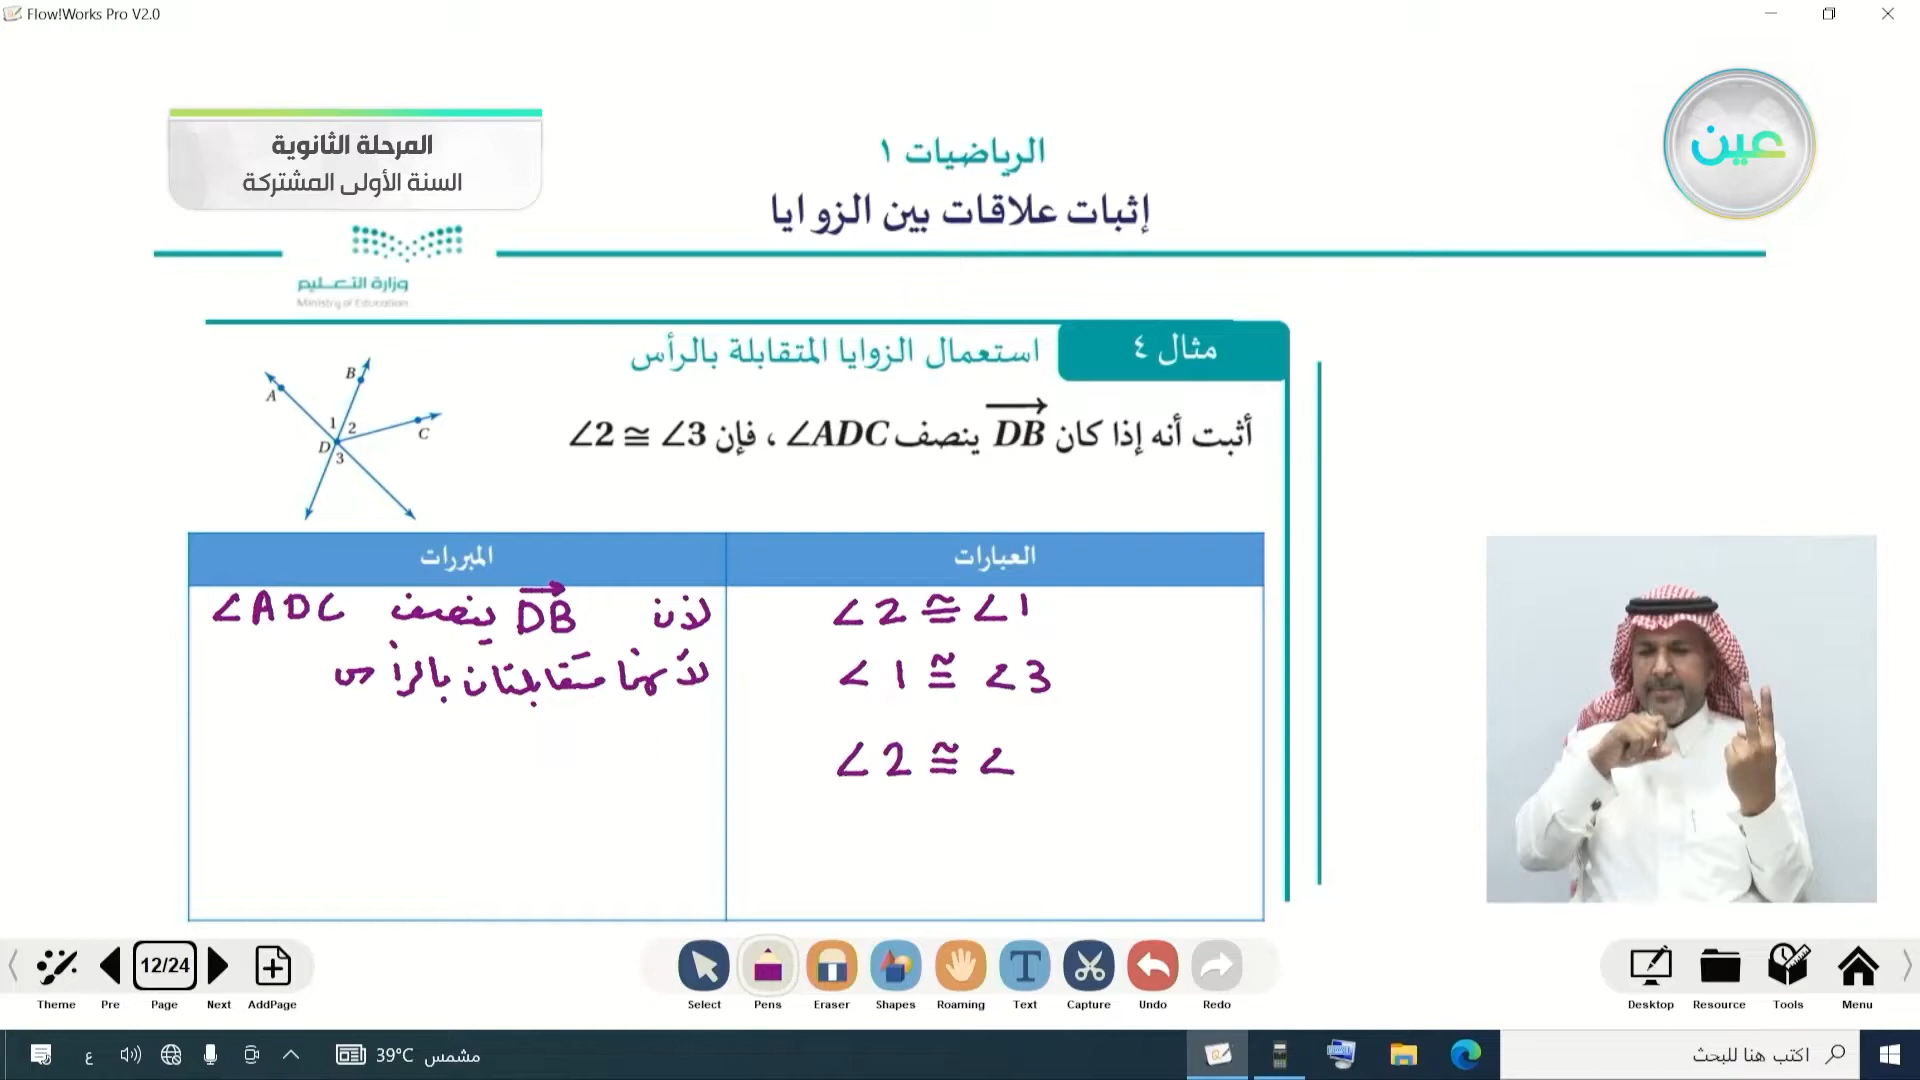 Flow!Works Pro V2.0
المرحلة الثانوية
السنة الأولى المشتركة
الرياضيات ١
إثبات علاقات بين الزوايا
عين
وزارة التعليم
Ministry of Education
مثال ٤
استعمال الزوايا المتقابلة بالرأس
أثبت أنه إذا كان DB ينصف ∠ADC ، فإن ∠2 ≅ ∠3
A
B
C
D
1
2
3
العبارات
المبررات
∠2 ≅ ∠1
لأن DB ينصف ∠ADC
∠1 ≅ ∠3
لأنهما متقابلتان بالرأس
∠2 ≅ ∠
12/24
Theme
Pre
Page
Next
AddPage
Select
Pens
Eraser
Shapes
Roaming
Text
Capture
Undo
Redo
Desktop
Resource
Tools
Menu
ع
39°C مشمس
اكتب هنا للبحث